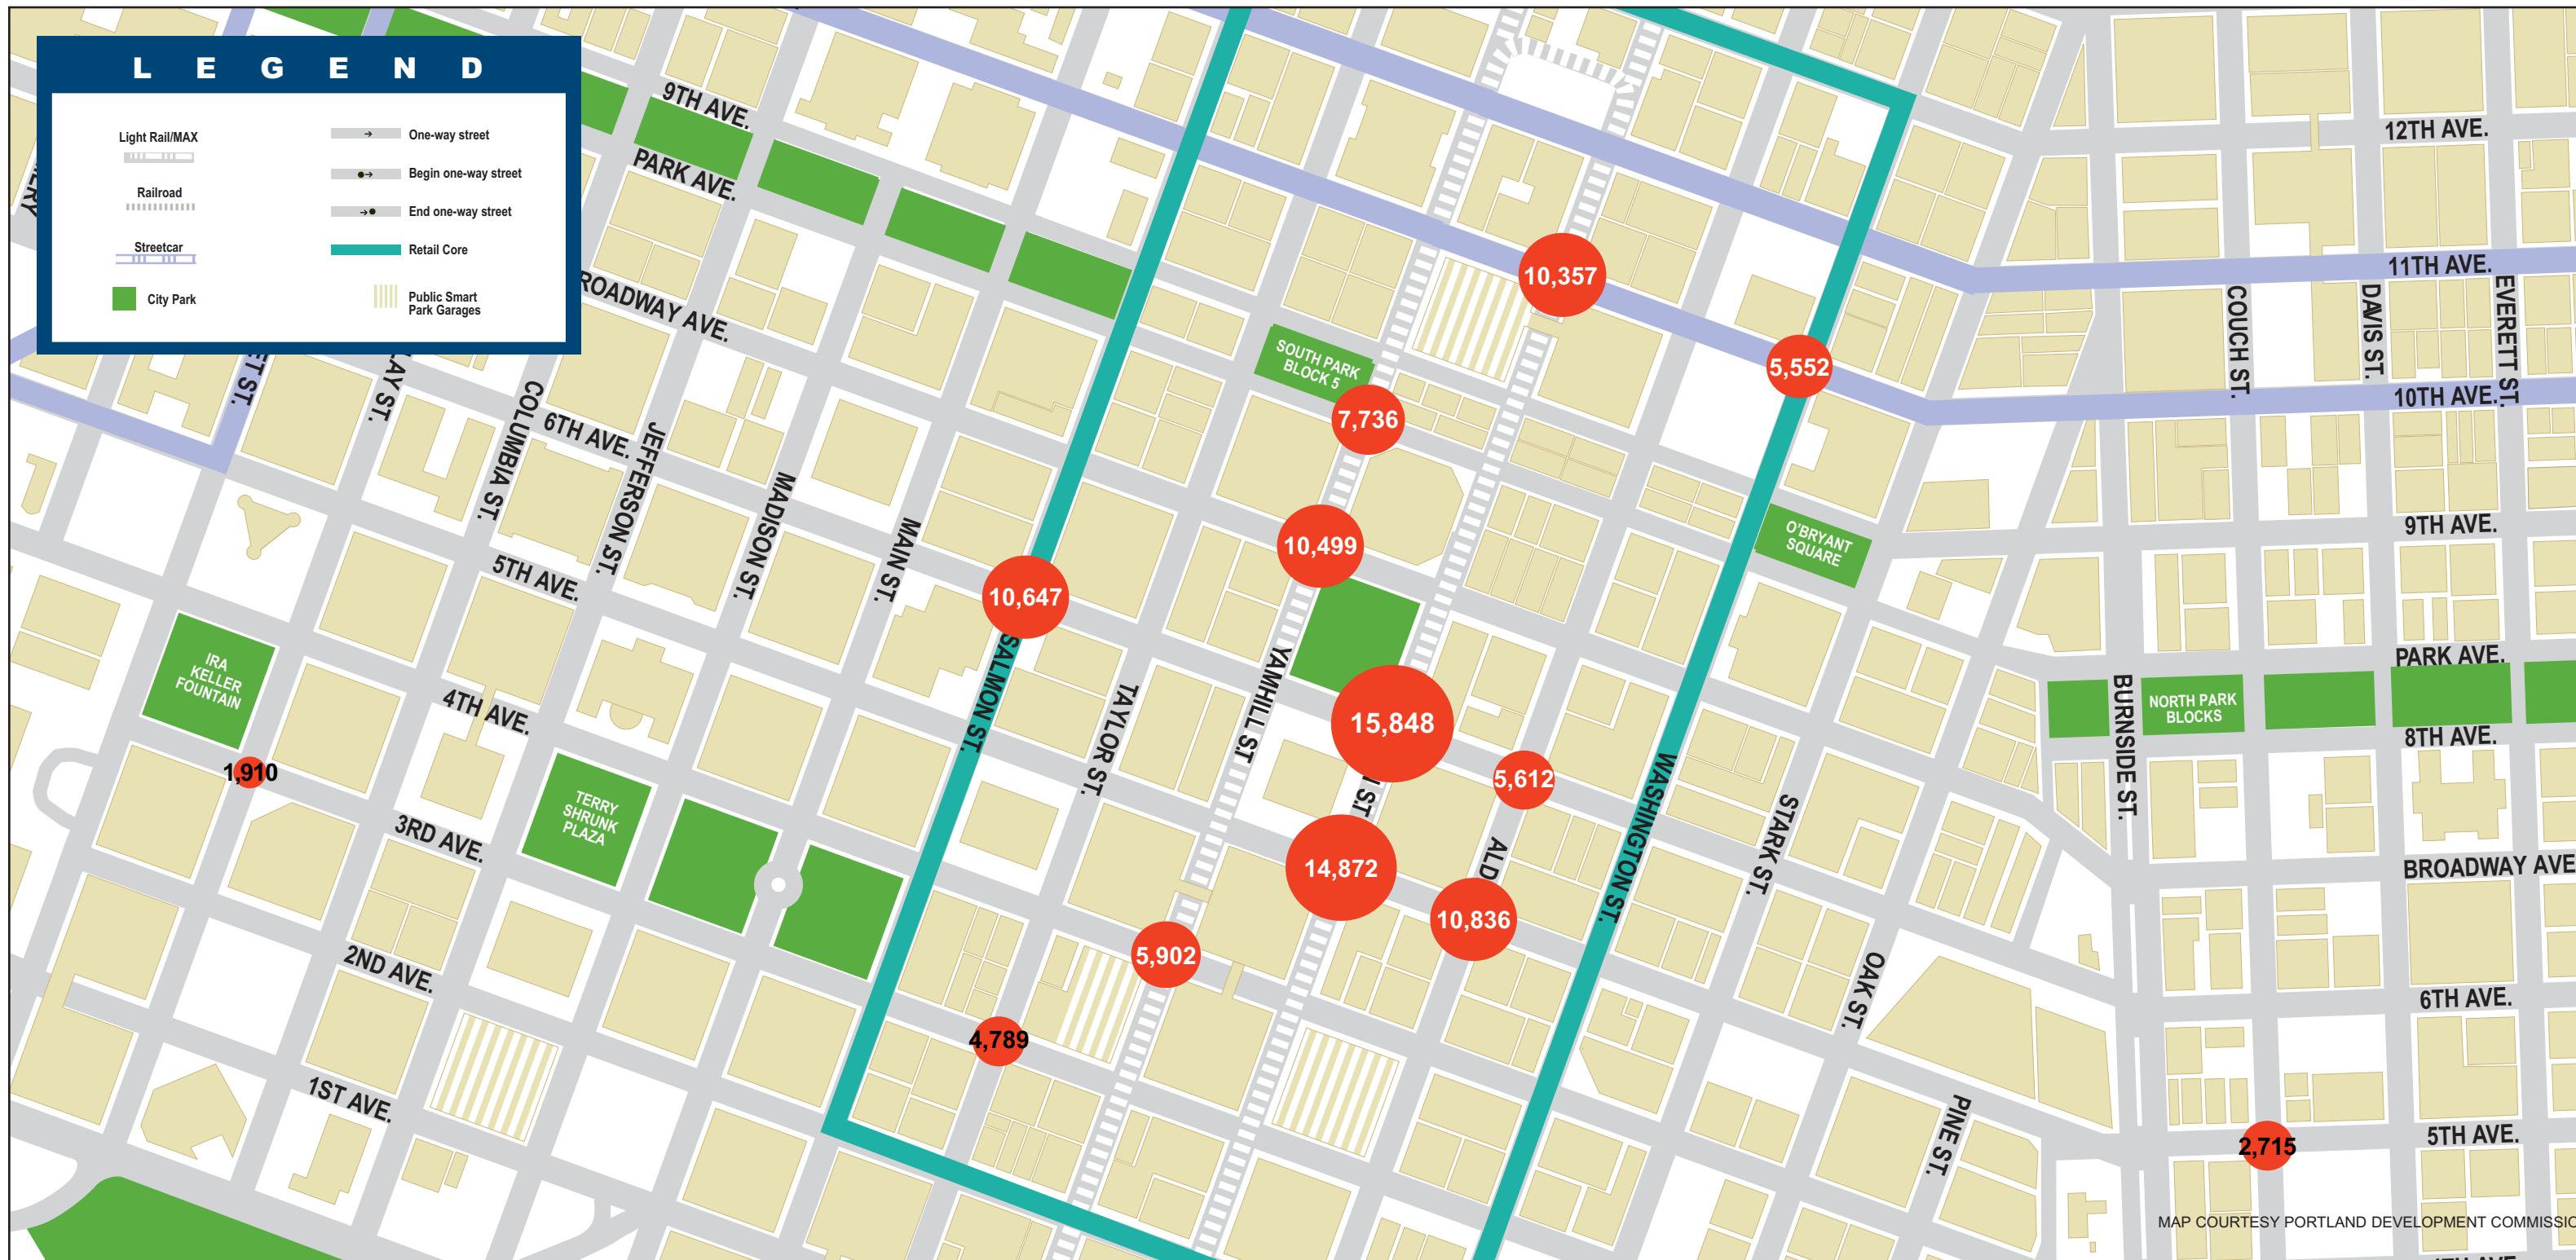 L E G E N D
Light Rail/MAX
Railroad
Streetcar
City Park
One-way street
Begin one-way street
End one-way street
Retail Core
Public Smart
Park Garages
9TH AVE.
PARK AVE.
ROADWAY AVE.
6TH AVE.
5TH AVE.
4TH AVE.
3RD AVE.
2ND AVE.
1ST AVE.
ET ST.
LAY ST.
COLUMBIA ST.
JEFFERSON ST.
MADISON ST.
MAIN ST.
SALMON ST.
TAYLOR ST.
YAMHILL ST.
ST.
ALD
WASHINGTON ST.
STARK ST.
OAK ST.
PINE ST.
BURNSIDE ST.
COUCH ST.
DAVIS ST.
EVERETT ST.
12TH AVE.
11TH AVE.
10TH AVE.
9TH AVE.
PARK AVE.
8TH AVE.
BROADWAY AVE
6TH AVE.
5TH AVE.
SOUTH PARK
BLOCK 5
O'BRYANT
SQUARE
NORTH PARK
BLOCKS
IRA
KELLER
FOUNTAIN
TERRY
SHRUNK
PLAZA
10,357
5,552
7,736
10,499
10,647
15,848
5,612
14,872
10,836
5,902
4,789
1,910
2,715
MAP COURTESY PORTLAND DEVELOPMENT COMMISSIO